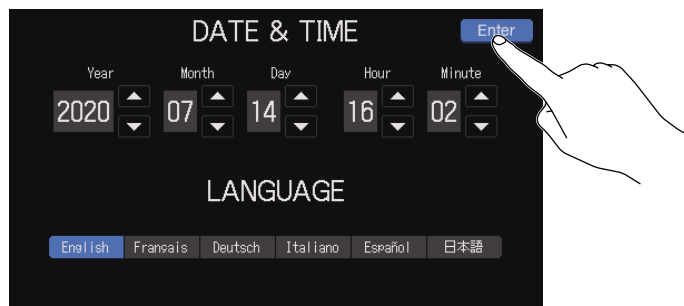 DATE & TIME Enter
Year Month Day Hour Minute
2020 07 14 16 02
LANGUAGE
English Français Deutsch Italiano Español 日本語